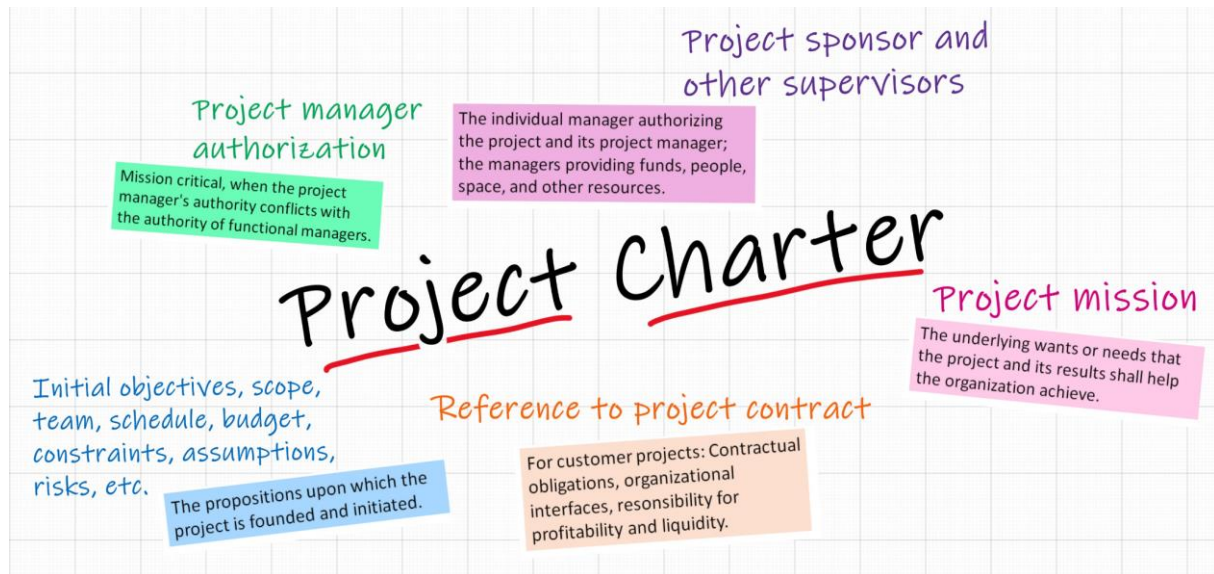 Project sponsor and
other supervisors
The individual manager authorizing
the project and its project manager;
the managers providing funds, people,
space, and other resources.
Project manager
authorization
Mission critical, when the project
manager's authority conflicts with
the authority of functional managers.
Project Charter
Project mission
The underlying wants or needs that
the project and its results shall help
the organization achieve.
Initial objectives, scope,
team, schedule, budget,
constraints, assumptions,
risks, etc.
The propositions upon which the
project is founded and initiated.
Reference to project contract
For customer projects: Contractual
obligations, organizational
interfaces, resonsibility for
profitability and liquidity.